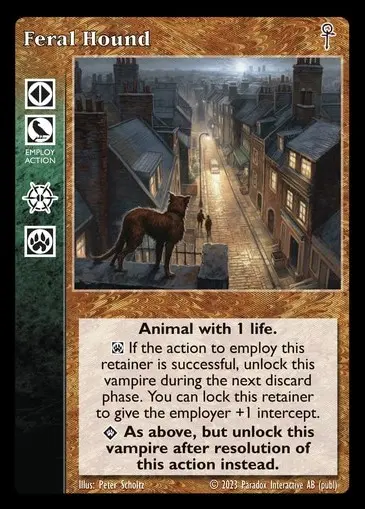 Feral Hound
EMPLOY
ACTION
Animal with 1 life.
If the action to employ this
retainer is successful, unlock this
vampire during the next discard
phase. You can lock this retainer
to give the employer +1 intercept.
As above, but unlock this
vampire after resolution of
this action instead.
Illus: Peter Scholtz
© 2023 Paradox Interactive AB (publ)